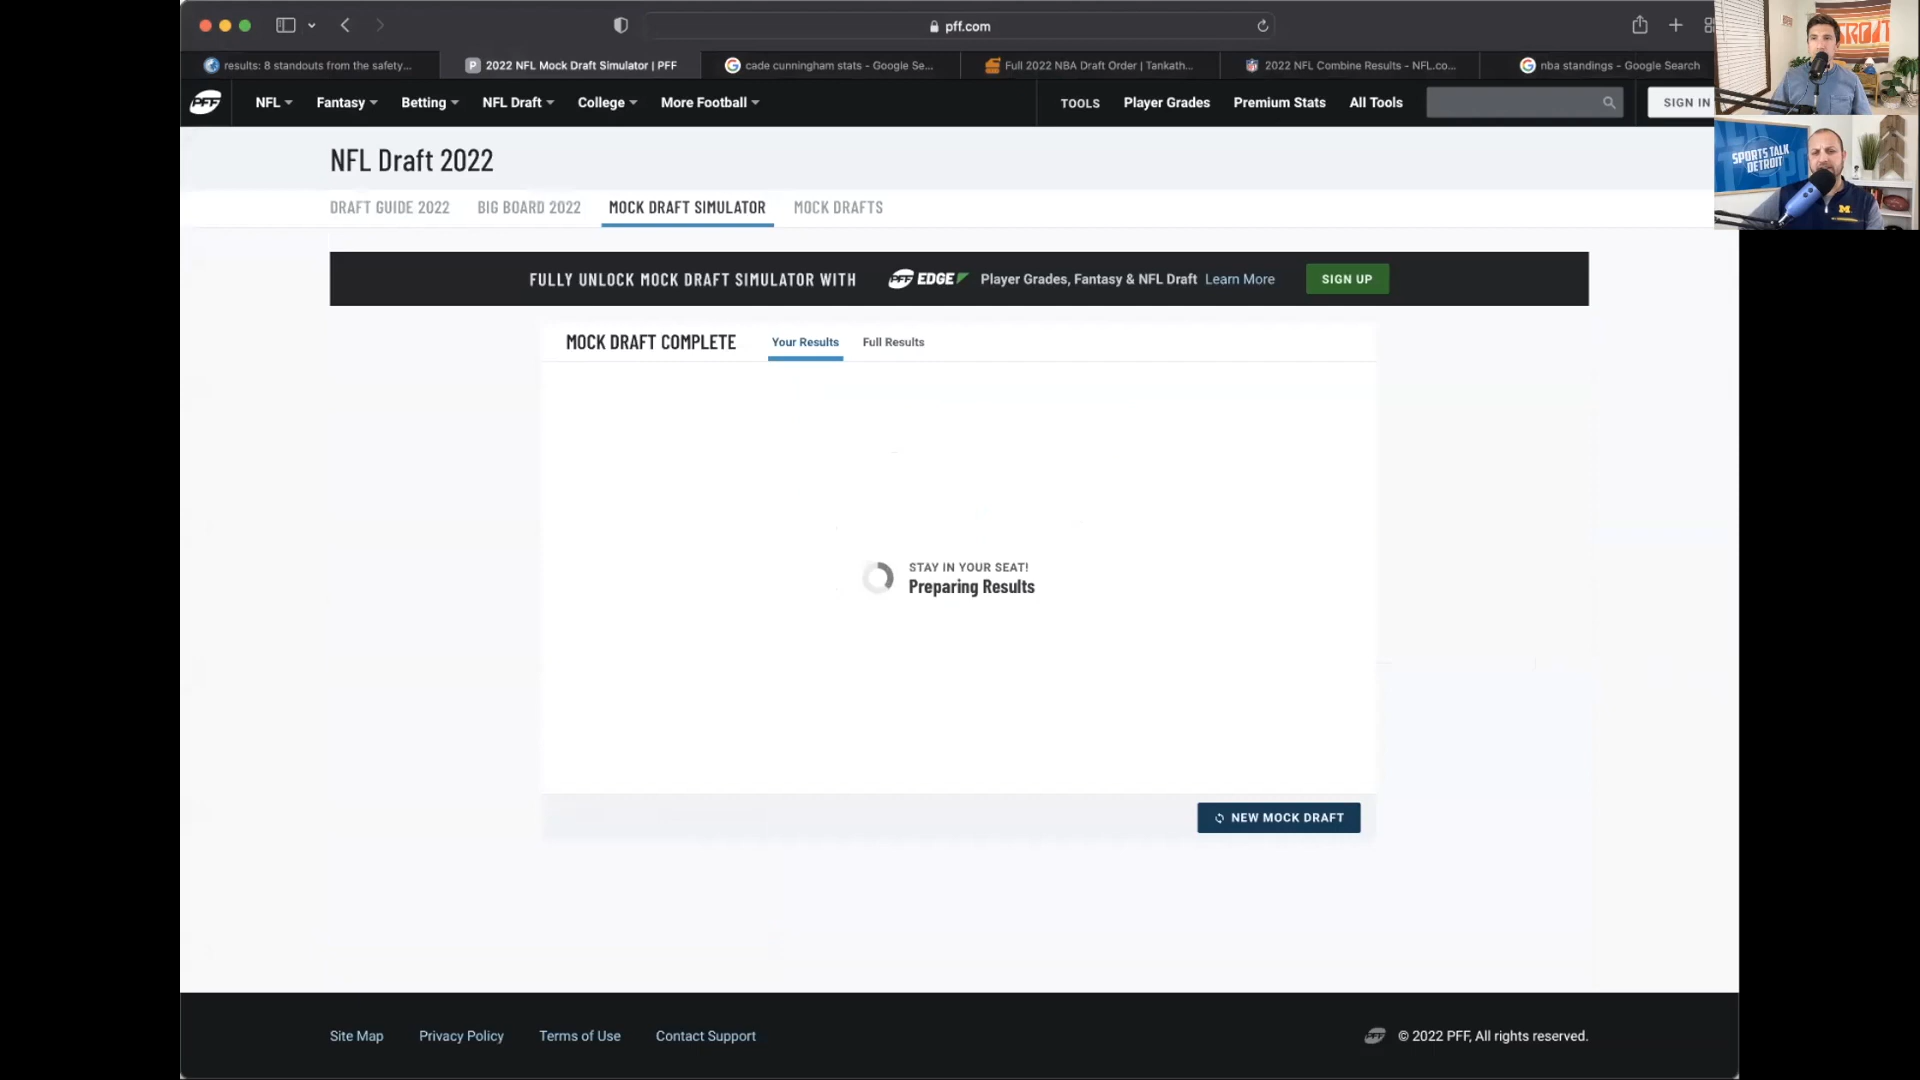 pff.com
results: 8 standouts from the safety...
2022 NFL Mock Draft Simulator | PFF
cade cunningham stats - Google Se...
Full 2022 NBA Draft Order | Tankath...
2022 NFL Combine Results - NFL.co...
nba standings - Google Search
PFF
NFL
Fantasy
Betting
NFL Draft
College
More Football
TOOLS
Player Grades
Premium Stats
All Tools
SIGN IN
SPORTS TALK
DETROIT
M
NFL Draft 2022
DRAFT GUIDE 2022
BIG BOARD 2022
MOCK DRAFT SIMULATOR
MOCK DRAFTS
FULLY UNLOCK MOCK DRAFT SIMULATOR WITH
PFF EDGE
Player Grades, Fantasy & NFL Draft
Learn More
SIGN UP
MOCK DRAFT COMPLETE
Your Results
Full Results
STAY IN YOUR SEAT!
Preparing Results
NEW MOCK DRAFT
Site Map
Privacy Policy
Terms of Use
Contact Support
PFF
© 2022 PFF, All rights reserved.